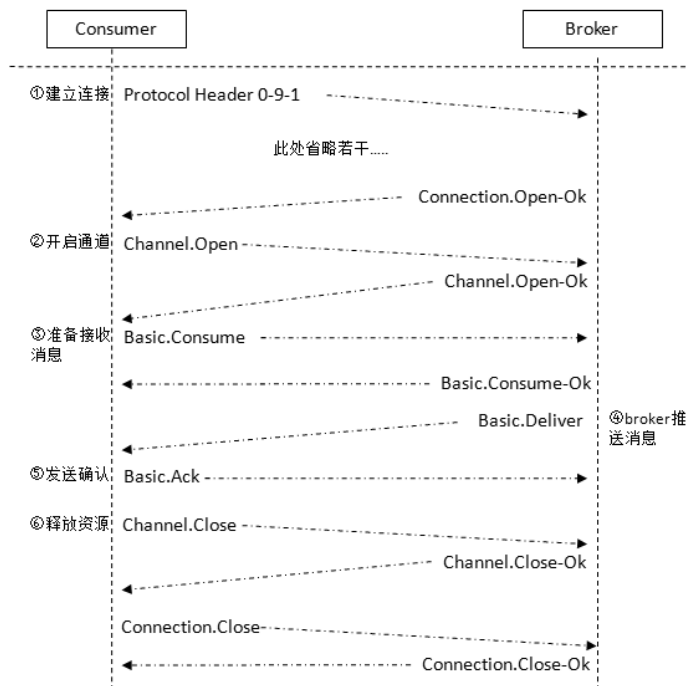 Consumer
Broker
①建立连接
Protocol Header 0-9-1
此处省略若干.....
Connection.Open-Ok
②开启通道
Channel.Open
Channel.Open-Ok
③准备接收
消息
Basic.Consume
Basic.Consume-Ok
Basic.Deliver
④broker推
送消息
⑤发送确认
Basic.Ack
⑥释放资源
Channel.Close
Channel.Close-Ok
Connection.Close
Connection.Close-Ok